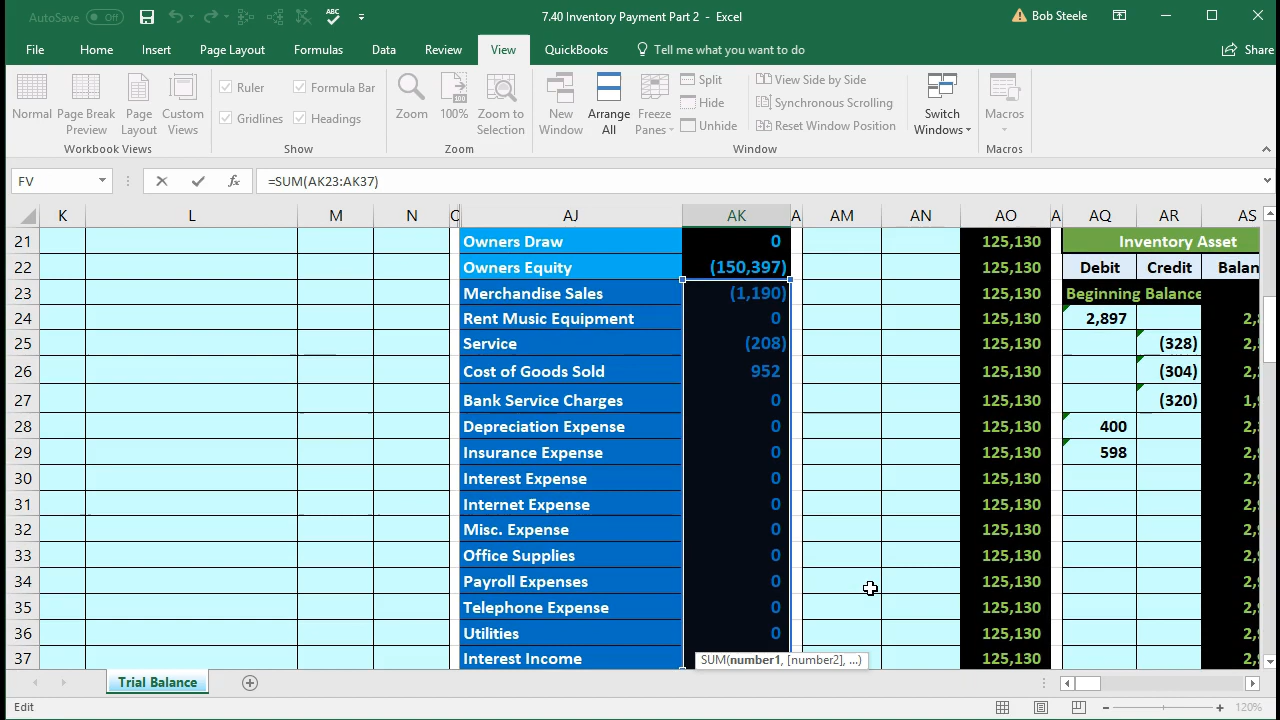 AutoSave Off ABC 7.40 Inventory Payment Part 2 - Excel Bob Steele
File Home Insert Page Layout Formulas Data Review View QuickBooks Tell me what you want to do Share
Normal Page Break Preview Page Layout Custom Views
Workbook Views
Ruler Formula Bar
Gridlines Headings
Show
Zoom 100% Zoom to Selection
Zoom
New Window Arrange All Freeze Panes
Split
Hide
Unhide
View Side by Side
Synchronous Scrolling
Reset Window Position
Switch Windows
Window
Macros
Macros
FV fx =SUM(AK23:AK37)
K L M N AJ AK AM AN AO AQ AR AS
21 Owners Draw 0 125,130 Inventory Asset
22 Owners Equity (150,397) 125,130 Debit Credit Balan
23 Merchandise Sales (1,190) 125,130 Beginning Balance
24 Rent Music Equipment 0 125,130 2,897
25 Service (208) 125,130 (328)
26 Cost of Goods Sold 952 125,130 (304)
27 Bank Service Charges 0 125,130 (320)
28 Depreciation Expense 0 125,130 400
29 Insurance Expense 0 125,130 598
30 Interest Expense 0 125,130
31 Internet Expense 0 125,130
32 Misc. Expense 0 125,130
33 Office Supplies 0 125,130
34 Payroll Expenses 0 125,130
35 Telephone Expense 0 125,130
36 Utilities 0 125,130
37 Interest Income 125,130
SUM(number1, [number2], ...)
Trial Balance
Edit 120%